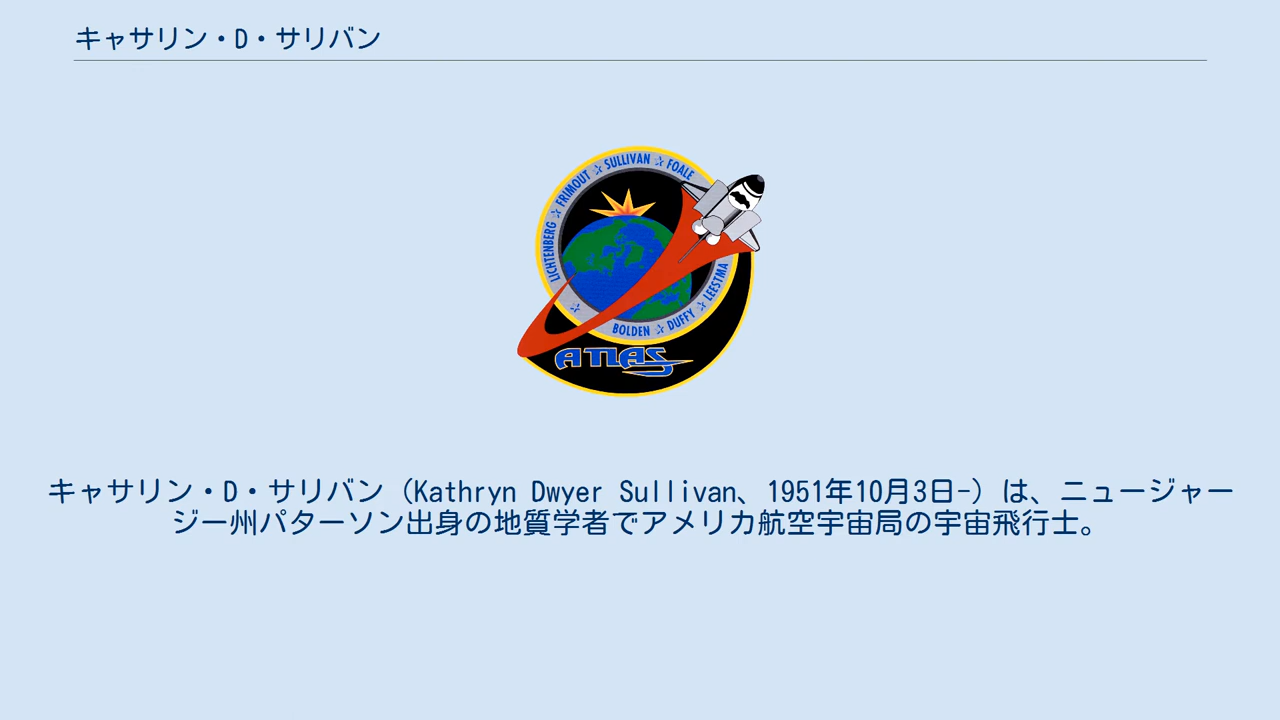 キャサリン・D・サリバン
LICHTENBERG ☆ FRIMOUT ☆ SULLIVAN ☆ FOALE
BOLDEN ☆ DUFFY ☆ LEESTMA
ATLAS
キャサリン・D・サリバン（Kathryn Dwyer Sullivan、1951年10月3日-）は、ニュージャー
ジー州パターソン出身の地質学者でアメリカ航空宇宙局の宇宙飛行士。